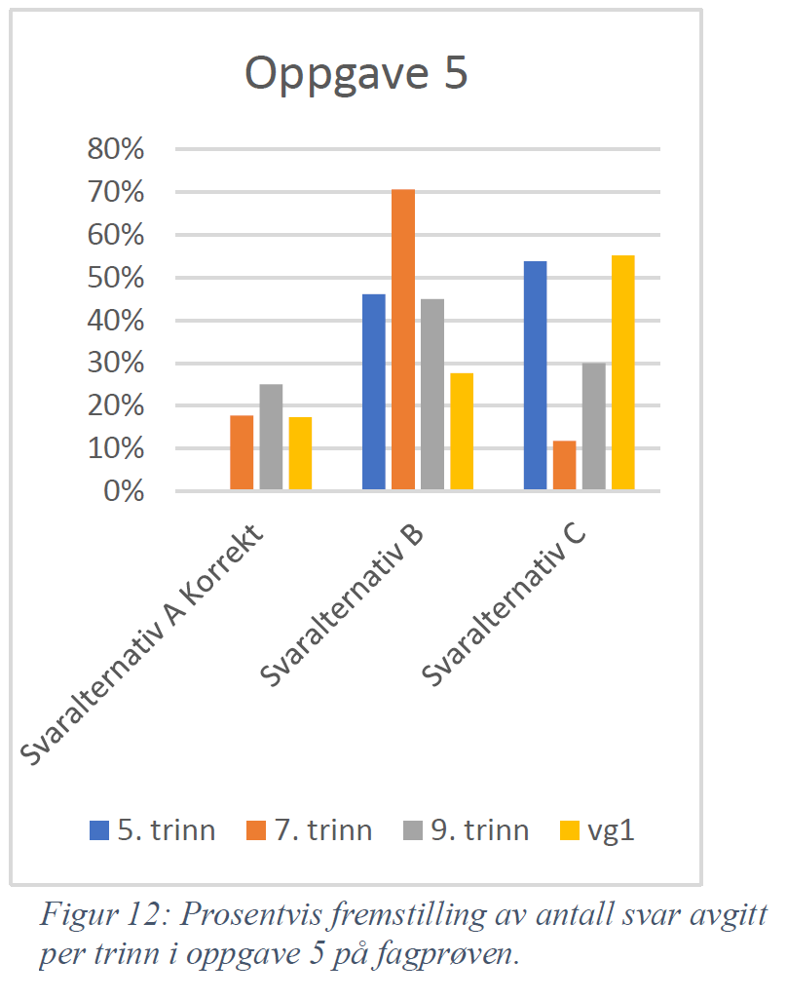 Oppgave 5
80%
70%
60%
50%
40%
30%
20%
10%
0%
Svaralternativ A Korrekt
Svaralternativ B
Svaralternativ C
5. trinn 7. trinn 9. trinn vg1
Figur 12: Prosentvis fremstilling av antall svar avgitt
per trinn i oppgave 5 på fagprøven.